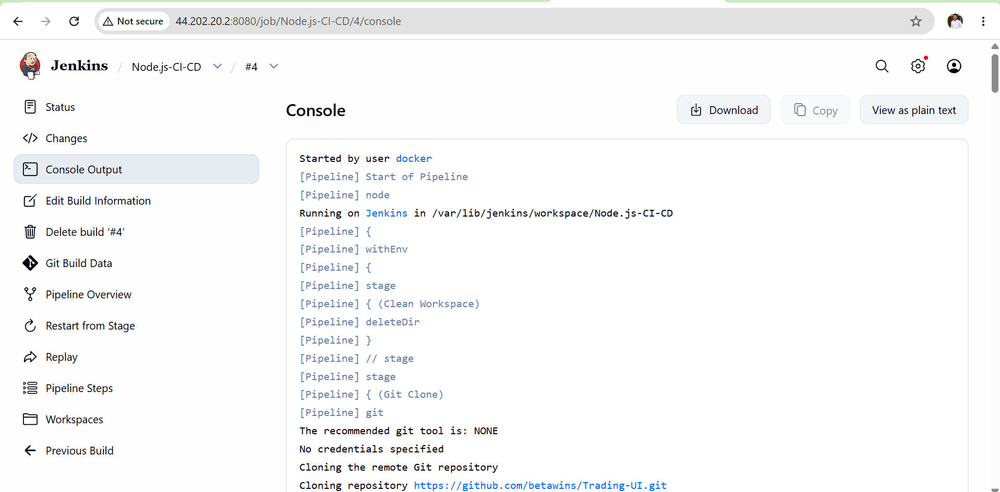 Not secure 44.202.20.2:8080/job/Node.js-CI-CD/4/console
Jenkins / Node.js-CI-CD / #4
Status
Changes
Console Output
Edit Build Information
Delete build ‘#4’
Git Build Data
Pipeline Overview
Restart from Stage
Replay
Pipeline Steps
Workspaces
Previous Build
Console
Download
Copy
View as plain text
Started by user docker
[Pipeline] Start of Pipeline
[Pipeline] node
Running on Jenkins in /var/lib/jenkins/workspace/Node.js-CI-CD
[Pipeline] {
[Pipeline] withEnv
[Pipeline] {
[Pipeline] stage
[Pipeline] { (Clean Workspace)
[Pipeline] deleteDir
[Pipeline] }
[Pipeline] // stage
[Pipeline] stage
[Pipeline] { (Git Clone)
[Pipeline] git
The recommended git tool is: NONE
No credentials specified
Cloning the remote Git repository
Cloning repository https://github.com/betawins/Trading-UI.git